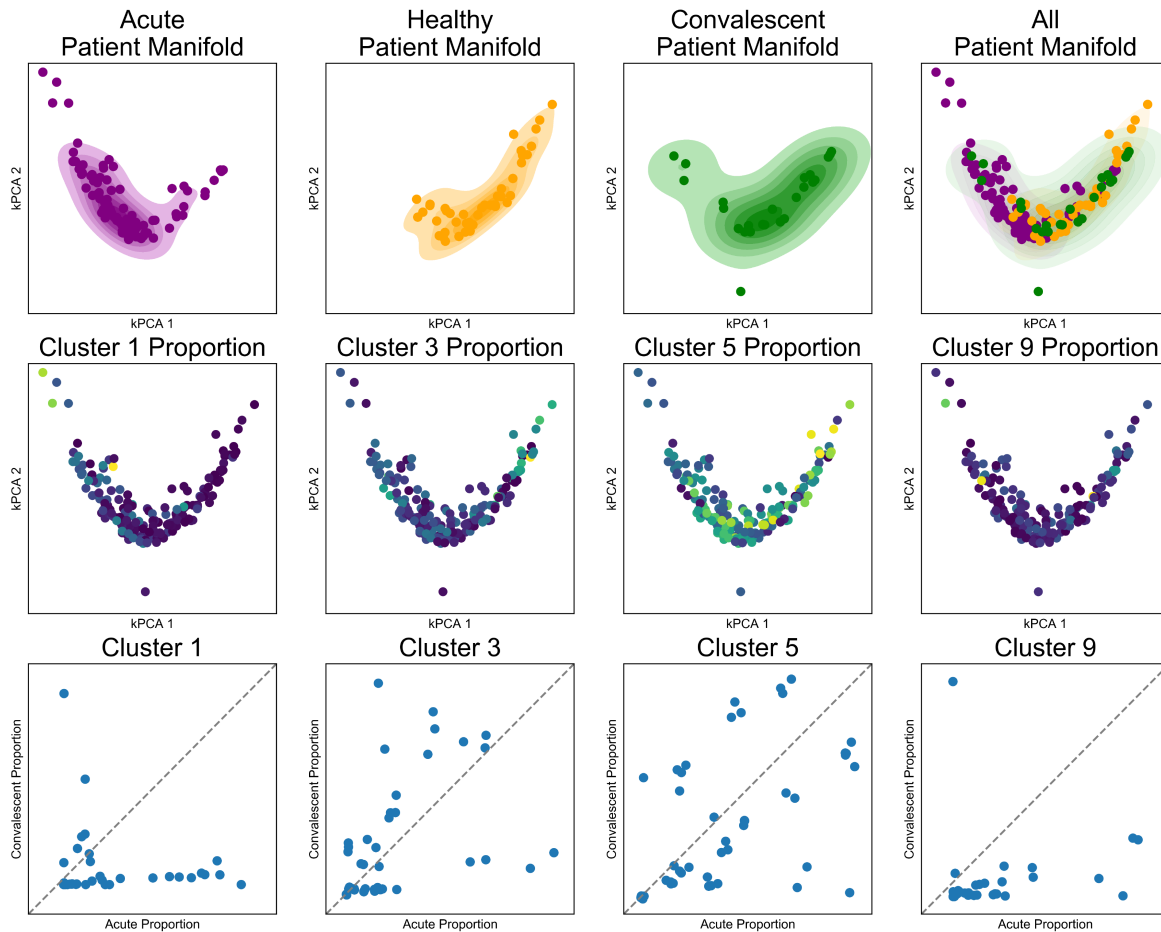 Acute
Patient Manifold
Healthy
Patient Manifold
Convalescent
Patient Manifold
All
Patient Manifold
kPCA 2
kPCA 1
kPCA 2
kPCA 1
kPCA 2
kPCA 1
kPCA 2
kPCA 1
Cluster 1 Proportion
Cluster 3 Proportion
Cluster 5 Proportion
Cluster 9 Proportion
kPCA 2
kPCA 1
kPCA 2
kPCA 1
kPCA 2
kPCA 1
kPCA 2
kPCA 1
Cluster 1
Cluster 3
Cluster 5
Cluster 9
Convalescent Proportion
Acute Proportion
Convalescent Proportion
Acute Proportion
Convalescent Proportion
Acute Proportion
Convalescent Proportion
Acute Proportion